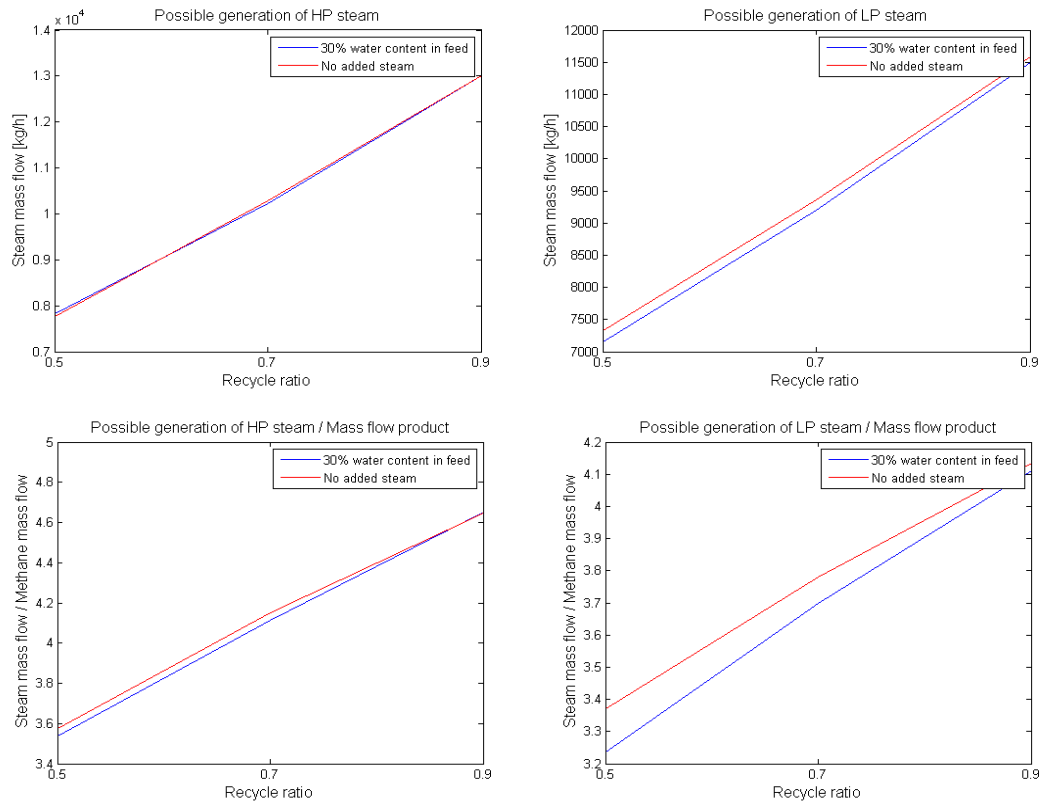 Possible generation of HP steam
x 10⁴
1.4
1.3
1.2
1.1
1
0.9
0.8
0.7
0.5
0.7
0.9
Steam mass flow [kg/h]
Recycle ratio
30% water content in feed
No added steam
Possible generation of LP steam
12000
11500
11000
10500
10000
9500
9000
8500
8000
7500
7000
0.5
0.7
0.9
Steam mass flow [kg/h]
Recycle ratio
30% water content in feed
No added steam
Possible generation of HP steam / Mass flow product
5
4.8
4.6
4.4
4.2
4
3.8
3.6
3.4
0.5
0.7
0.9
Steam mass flow / Methane mass flow
Recycle ratio
30% water content in feed
No added steam
Possible generation of LP steam / Mass flow product
4.2
4.1
4
3.9
3.8
3.7
3.6
3.5
3.4
3.3
3.2
0.5
0.7
0.9
Steam mass flow / Methane mass flow
Recycle ratio
30% water content in feed
No added steam